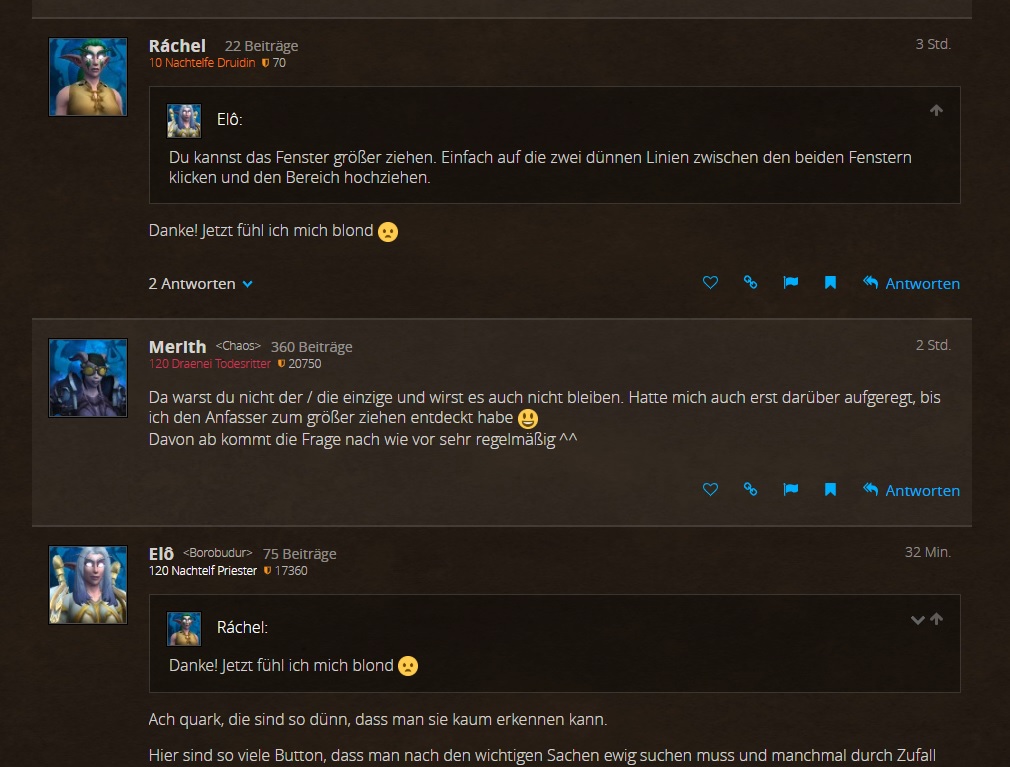 Ráchel 22 Beiträge 3 Std.
10 Nachtelfe Druidin 70
Elô:
Du kannst das Fenster größer ziehen. Einfach auf die zwei dünnen Linien zwischen den beiden Fenstern
klicken und den Bereich hochziehen.
Danke! Jetzt fühl ich mich blond
2 Antworten Antworten
Merlth <Chaos> 360 Beiträge 2 Std.
120 Draenei Todesritter 20750
Da warst du nicht der / die einzige und wirst es auch nicht bleiben. Hatte mich auch erst darüber aufgeregt, bis
ich den Anfasser zum größer ziehen entdeckt habe
Davon ab kommt die Frage nach wie vor sehr regelmäßig ^^
Antworten
Elô <Borobudur> 75 Beiträge 32 Min.
120 Nachtelf Priester 17360
Ráchel:
Danke! Jetzt fühl ich mich blond
Ach quark, die sind so dünn, dass man sie kaum erkennen kann.
Hier sind so viele Button, dass man nach den wichtigen Sachen ewig suchen muss und manchmal durch Zufall